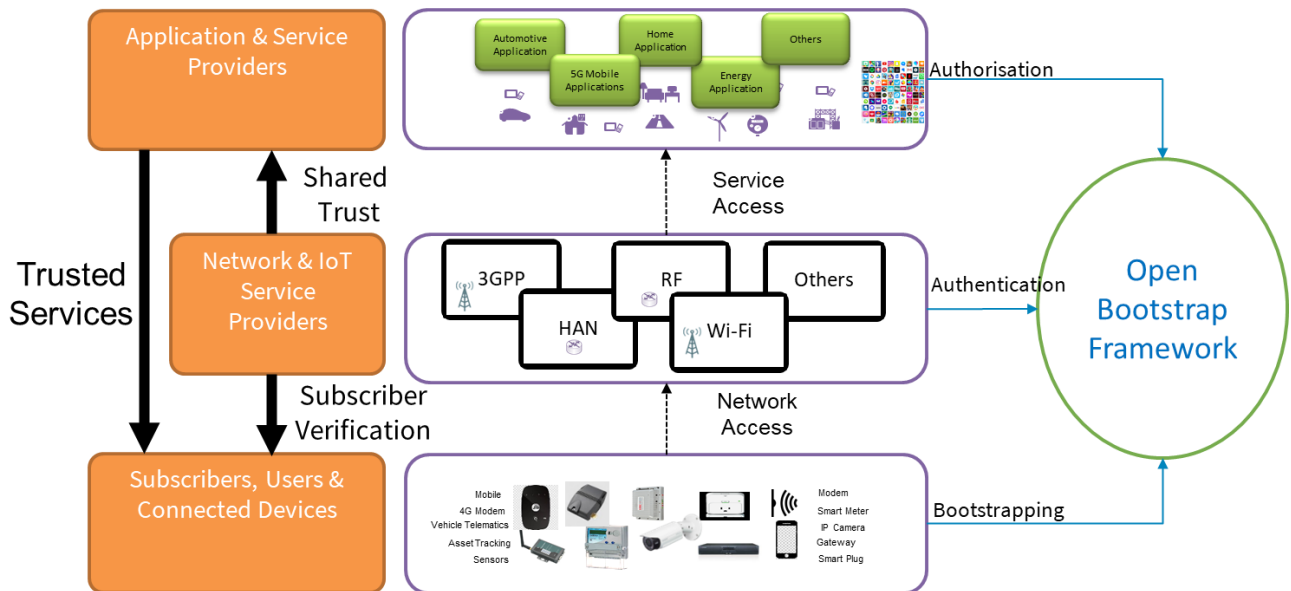 Application & Service
Providers
Automotive
Application
Home
Application
Others
5G Mobile
Applications
Energy
Application
Authorisation
Shared
Trust
Service
Access
Trusted
Services
Network & IoT
Service
Providers
3GPP
RF
Others
HAN
Wi-Fi
Authentication
Open
Bootstrap
Framework
Subscriber
Verification
Network
Access
Subscribers, Users &
Connected Devices
Mobile
4G Modem
Vehicle Telematics
Asset Tracking
Sensors
Modem
Smart Meter
IP Camera
Gateway
Smart Plug
Bootstrapping